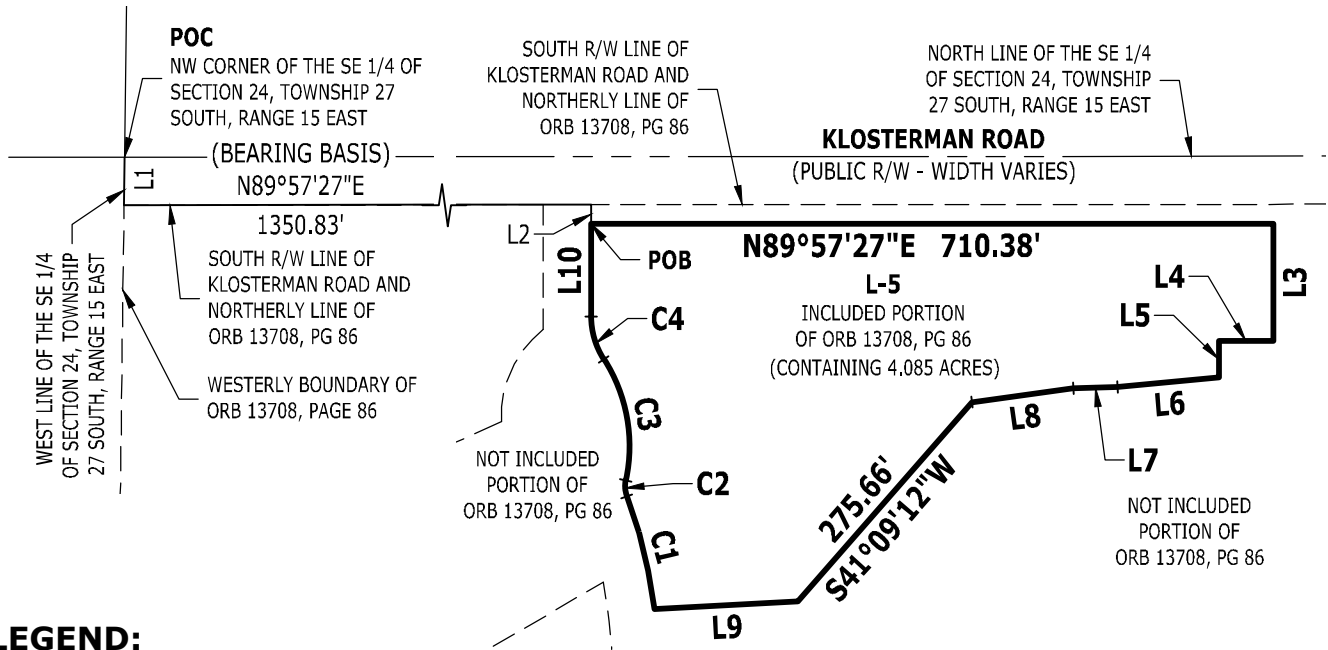 POC
NW CORNER OF THE SE 1/4 OF
SECTION 24, TOWNSHIP 27
SOUTH, RANGE 15 EAST
SOUTH R/W LINE OF
KLOSTERMAN ROAD AND
NORTHERLY LINE OF
ORB 13708, PG 86
NORTH LINE OF THE SE 1/4
OF SECTION 24, TOWNSHIP
27 SOUTH, RANGE 15 EAST
KLOSTERMAN ROAD
(PUBLIC R/W - WIDTH VARIES)
(BEARING BASIS)
N89°57'27"E
1350.83'
L1
L2
WEST LINE OF THE SE 1/4
OF SECTION 24, TOWNSHIP
27 SOUTH, RANGE 15 EAST
SOUTH R/W LINE OF
KLOSTERMAN ROAD AND
NORTHERLY LINE OF
ORB 13708, PG 86
WESTERLY BOUNDARY OF
ORB 13708, PAGE 86
L10
POB
N89°57'27"E 710.38'
L-5
INCLUDED PORTION
OF ORB 13708, PG 86
(CONTAINING 4.085 ACRES)
L3
L4
L5
L6
L7
L8
C4
C3
C2
C1
NOT INCLUDED
PORTION OF
ORB 13708, PG 86
275.66'
S41°09'12"W
L9
NOT INCLUDED
PORTION OF
ORB 13708, PG 86
LEGEND: